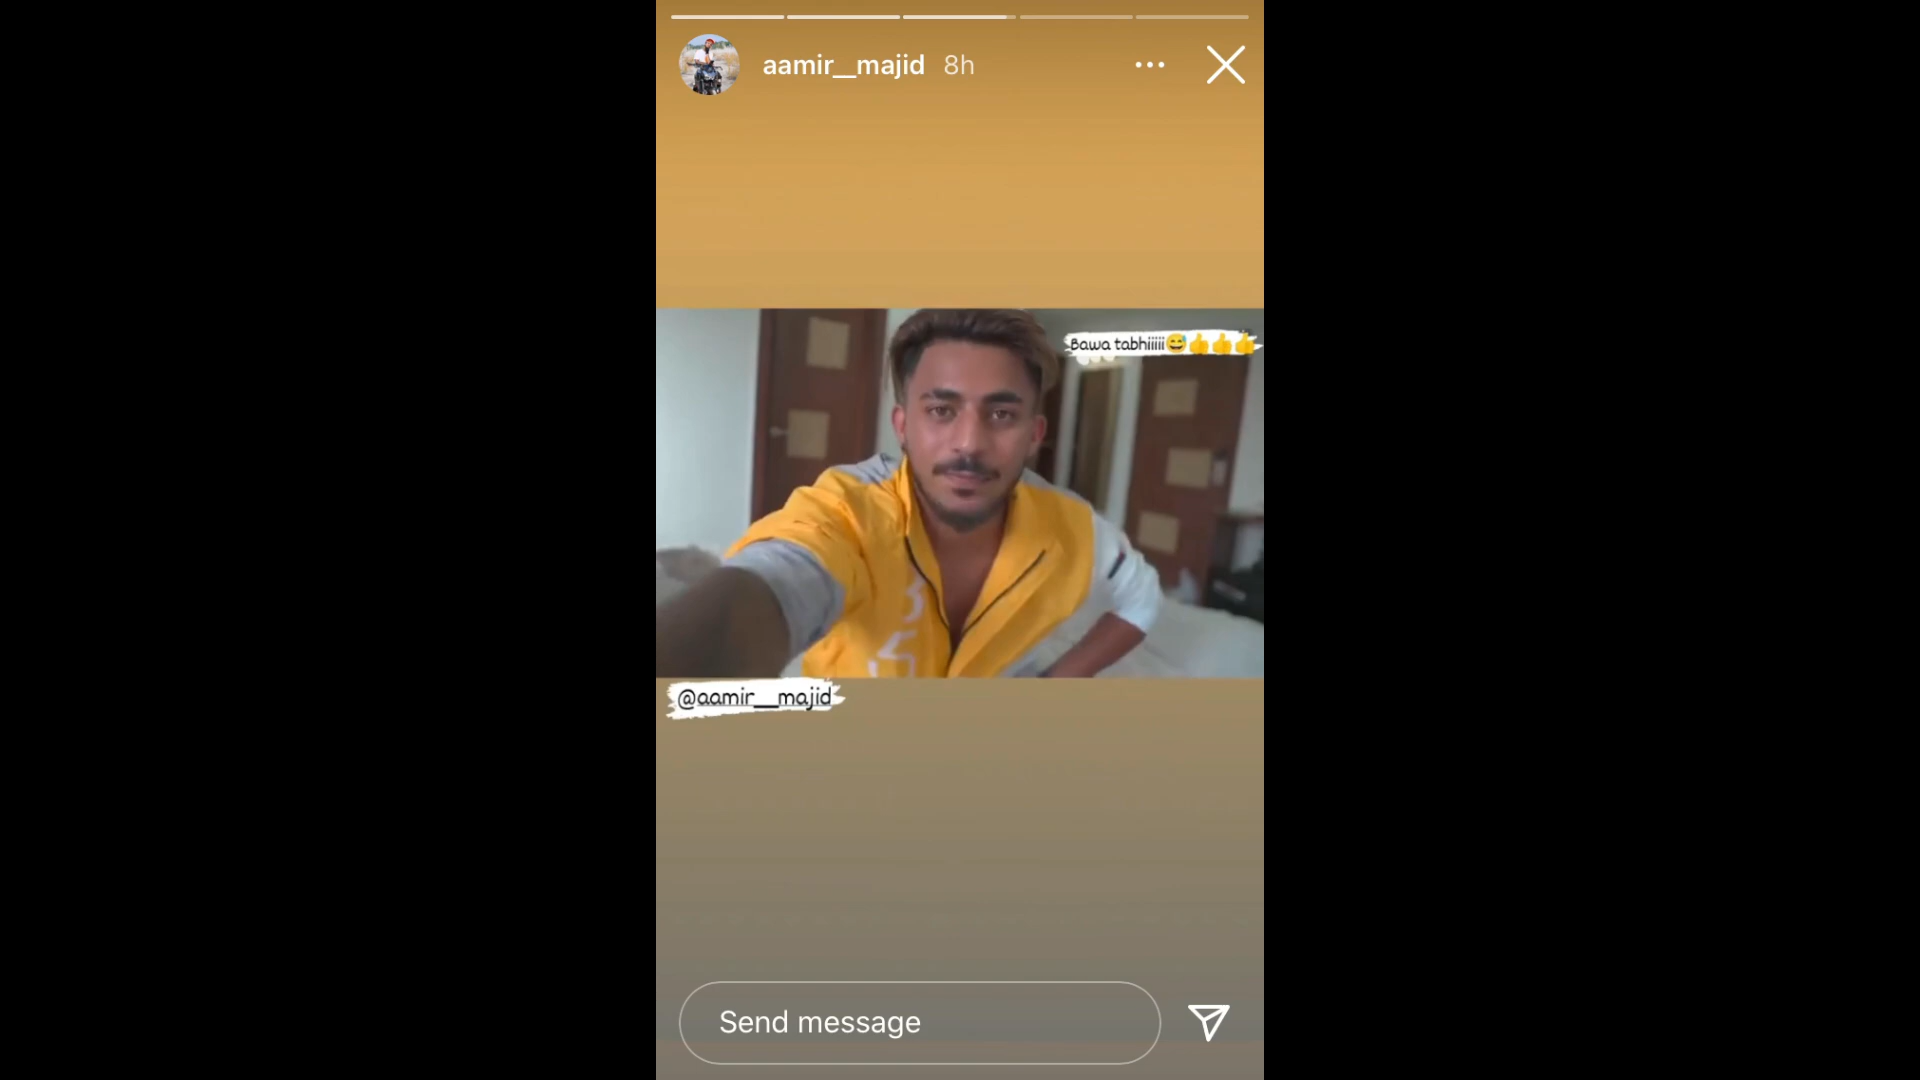 aamir__majid 8h
Bawa tabhiiiii😅👍👍👍
@aamir__majid
Send message